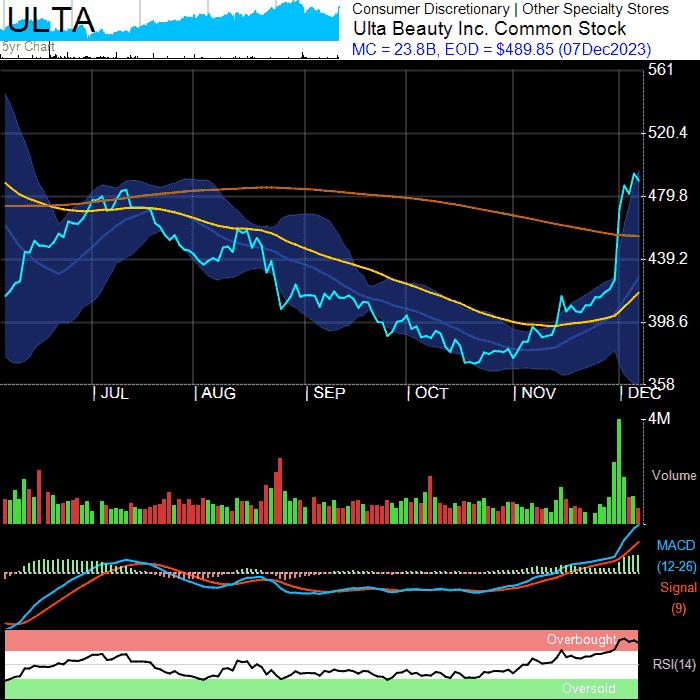 ULTA
5yr Chart
Consumer Discretionary | Other Specialty Stores
Ulta Beauty Inc. Common Stock
MC = 23.8B, EOD = $489.85 (07Dec2023)
561
520.4
479.8
439.2
398.6
358
| JUL | AUG | SEP | OCT | NOV | DEC
4M
Volume
MACD
(12-26)
Signal
(9)
Overbought
RSI(14)
Oversold